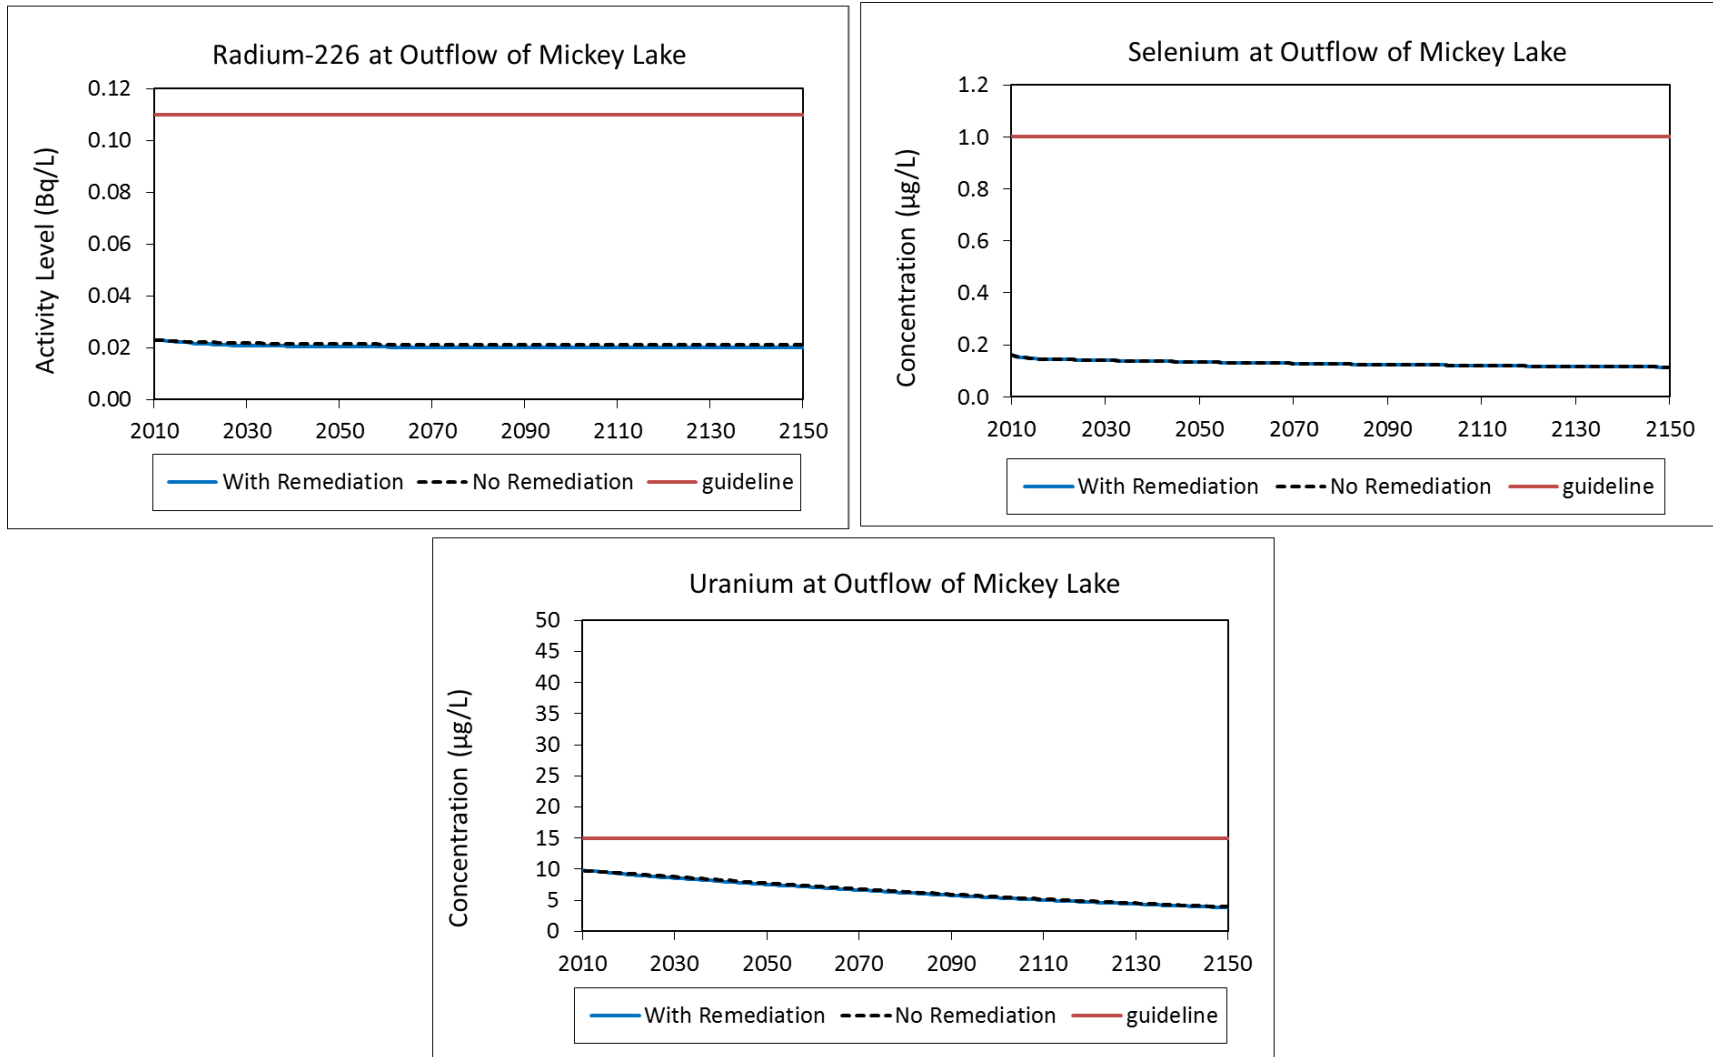 Radium-226 at Outflow of Mickey Lake
Activity Level (Bq/L)
0.12
0.10
0.08
0.06
0.04
0.02
0.00
2010 2030 2050 2070 2090 2110 2130 2150
With Remediation No Remediation guideline
Selenium at Outflow of Mickey Lake
Concentration (µg/L)
1.2
1.0
0.8
0.6
0.4
0.2
0.0
2010 2030 2050 2070 2090 2110 2130 2150
With Remediation No Remediation guideline
Uranium at Outflow of Mickey Lake
Concentration (µg/L)
50
45
40
35
30
25
20
15
10
5
0
2010 2030 2050 2070 2090 2110 2130 2150
With Remediation No Remediation guideline